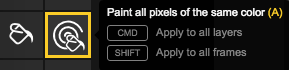 Paint all pixels of the same color (A)
CMD Apply to all layers
SHIFT Apply to all frames